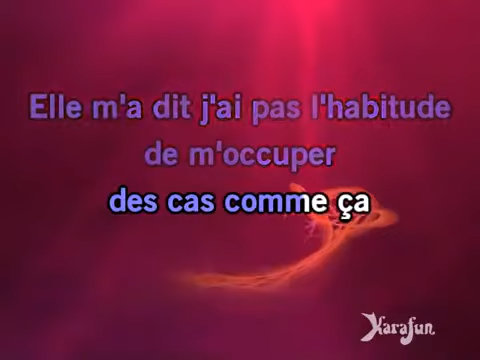 Elle m'a dit j'ai pas l'habitude
de m'occuper
des cas comme ça
Karafun